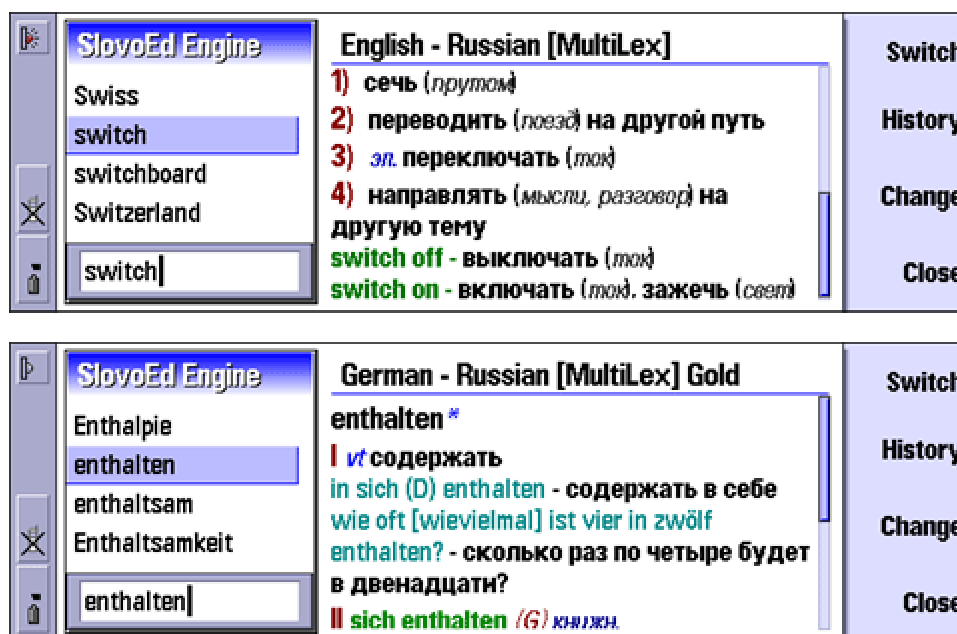 SlovoEd Engine
Swiss
switch
switchboard
Switzerland
switch
English - Russian [MultiLex]
1) сечь (прутом)
2) переводить (поезд) на другой путь
3) эл. переключать (ток)
4) направлять (мысли, разговор) на
другую тему
switch off - выключать (ток)
switch on - включать (ток). зажечь (свет)
Switch
History
Change
Close
SlovoEd Engine
Enthalpie
enthalten
enthaltsam
Enthaltsamkeit
enthalten
German - Russian [MultiLex] Gold
enthalten *
I vt содержать
in sich (D) enthalten - содержать в себе
wie oft [wievielmal] ist vier in zwölf
enthalten? - сколько раз по четыре будет
в двенадцати?
II sich enthalten (G) книжн.
Switch
History
Change
Close